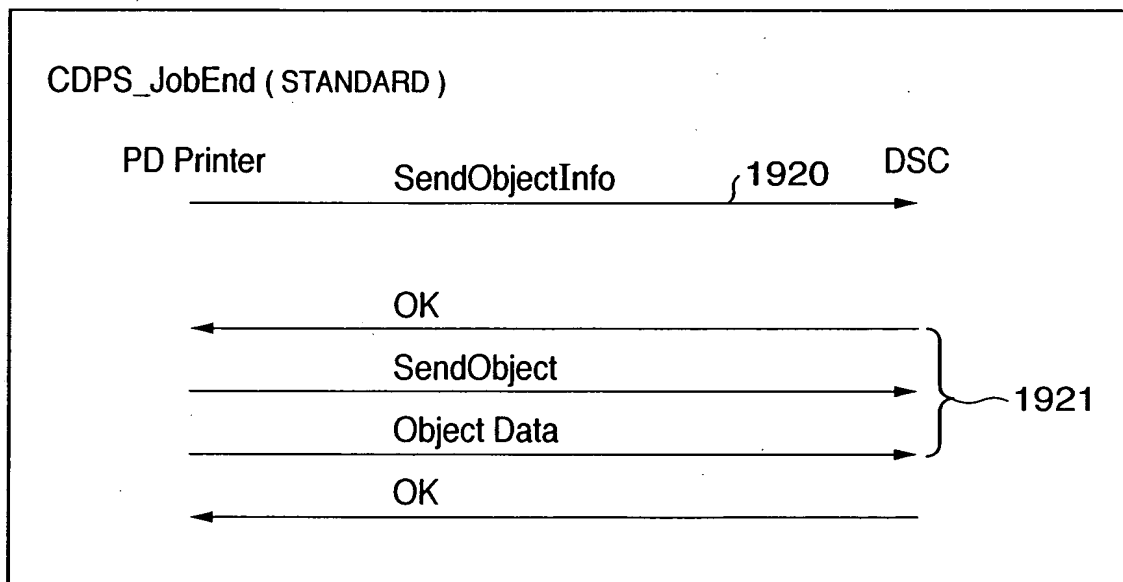 CDPS_JobEnd ( STANDARD )
PD Printer
SendObjectInfo
1920
DSC
OK
SendObject
1921
Object Data
OK